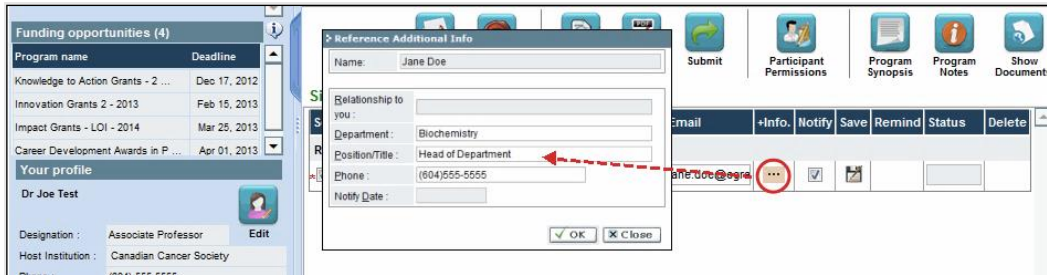 Funding opportunities (4)
Program name Deadline
Knowledge to Action Grants - 2 ... Dec 17, 2012
Innovation Grants 2 - 2013 Feb 15, 2013
Impact Grants - LOI - 2014 Mar 25, 2013
Career Development Awards in P ... Apr 01, 2013
Your profile
Dr Joe Test
Edit
Designation : Associate Professor
Host Institution : Canadian Cancer Society
Reference Additional Info
Name: Jane Doe
Relationship to
you :
Department : Biochemistry
Position/Title : Head of Department
Phone : (604)555-5555
Notify Date :
OK Close
Submit
Participant
Permissions
Program
Synopsis
Program
Notes
Show
Document
Email +Info. Notify Save Remind Status Delete
ane.doe@ogra ...